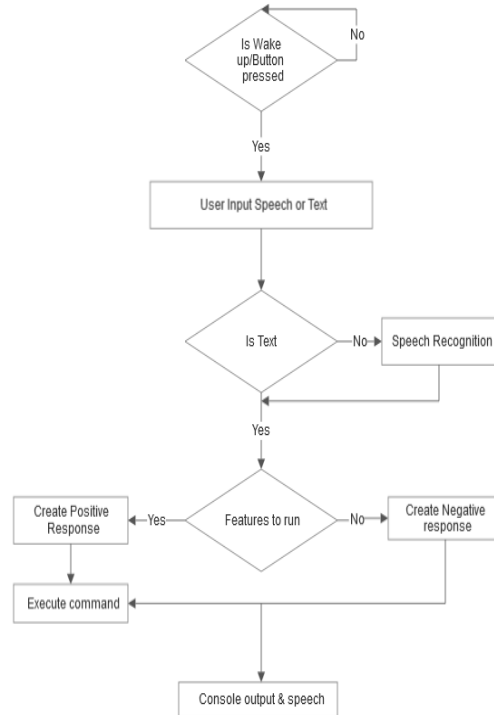 Is Wake
up/Button
pressed
No
Yes
User Input Speech or Text
Is Text
No
Speech Recognition
Yes
Create Positive
Response
Yes
Features to run
No
Create Negative
response
Execute command
Console output & speech